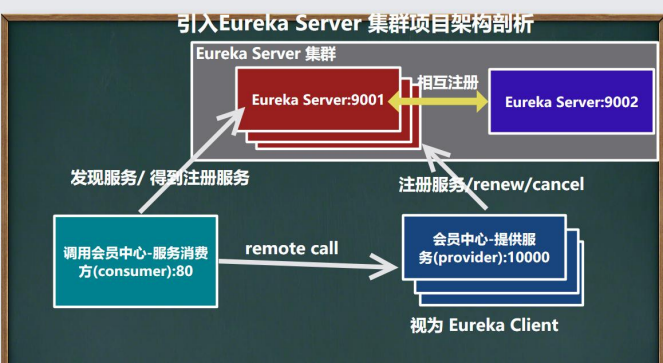 引入Eureka Server 集群项目架构剖析
Eureka Server 集群
相互注册
Eureka Server:9001
Eureka Server:9002
发现服务/ 得到注册服务
注册服务/renew/cancel
调用会员中心-服务消费
方(consumer):80
remote call
会员中心-提供服
务(provider):10000
视为 Eureka Client